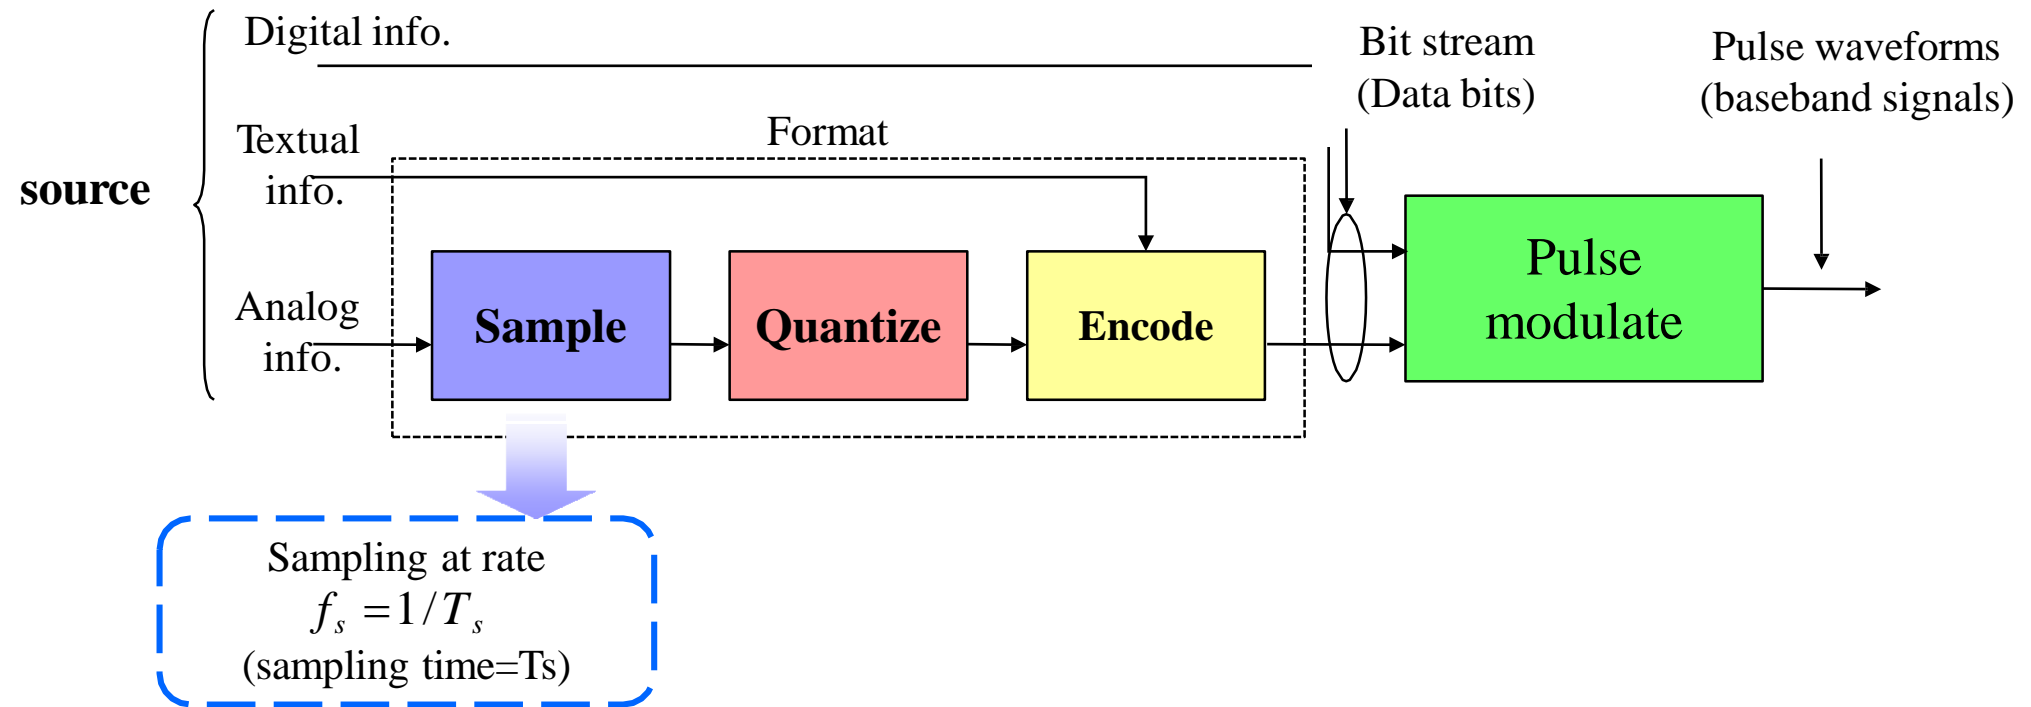 Digital info.
Bit stream
(Data bits)
Pulse waveforms
(baseband signals)
Textual
info.
Format
source
Analog
info.
Sample
Quantize
Encode
Pulse
modulate
Sampling at rate
f_s = 1 / T_s
(sampling time=Ts)